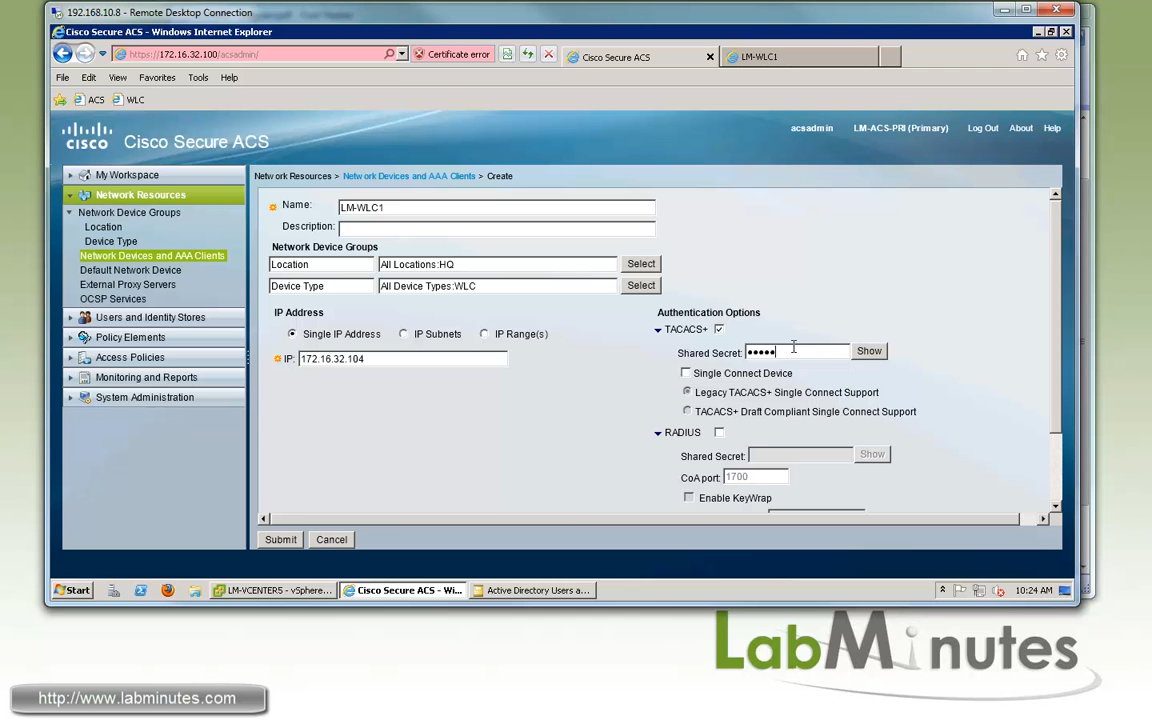 192.168.10.8 - Remote Desktop Connection
Cisco Secure ACS - Windows Internet Explorer
https://172.16.32.100/acsadmin/
Certificate error
Cisco Secure ACS
LM-WLC1
File Edit View Favorites Tools Help
ACS WLC
CISCO Cisco Secure ACS
acsadmin LM-ACS-PRI (Primary) Log Out About Help
My Workspace
Network Resources
Network Device Groups
Location
Device Type
Network Devices and AAA Clients
Default Network Device
External Proxy Servers
OCSP Services
Users and Identity Stores
Policy Elements
Access Policies
Monitoring and Reports
System Administration
Network Resources > Network Devices and AAA Clients > Create
Name: LM-WLC1
Description:
Network Device Groups
Location All Locations:HQ Select
Device Type All Device Types:WLC Select
IP Address
Single IP Address IP Subnets IP Range(s)
IP: 172.16.32.104
Authentication Options
TACACS+
Shared Secret: ••••• Show
Single Connect Device
Legacy TACACS+ Single Connect Support
TACACS+ Draft Compliant Single Connect Support
RADIUS
Shared Secret: Show
CoA port: 1700
Enable KeyWrap
Submit Cancel
Start LM-VCENTER5 - vSphere... Cisco Secure ACS - Wi... Active Directory Users a... 10:24 AM
LabMinutes
http://www.labminutes.com